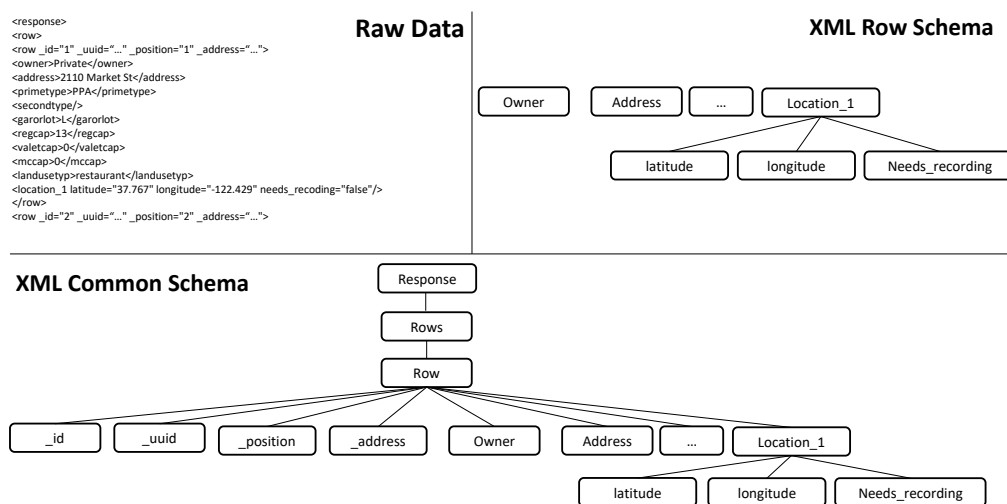 Raw Data
<response>
<row>
<row _id="1" _uuid="..." _position="1" _address="...">
<owner>Private</owner>
<address>2110 Market St</address>
<primetype>PPA</primetype>
<secondtype/>
<garorlot>L</garorlot>
<regcap>13</regcap>
<valetcap>0</valetcap>
<mccap>0</mccap>
<landusetyp>restaurant</landusetyp>
<location_1 latitude="37.767" longitude="-122.429" needs_recoding="false"/>
</row>
<row _id="2" _uuid="..." _position="2" _address="...">
XML Row Schema
Owner Address ... Location_1
latitude longitude Needs_recording
XML Common Schema
Response
Rows
Row
_id _uuid _position _address Owner Address ... Location_1
latitude longitude Needs_recording